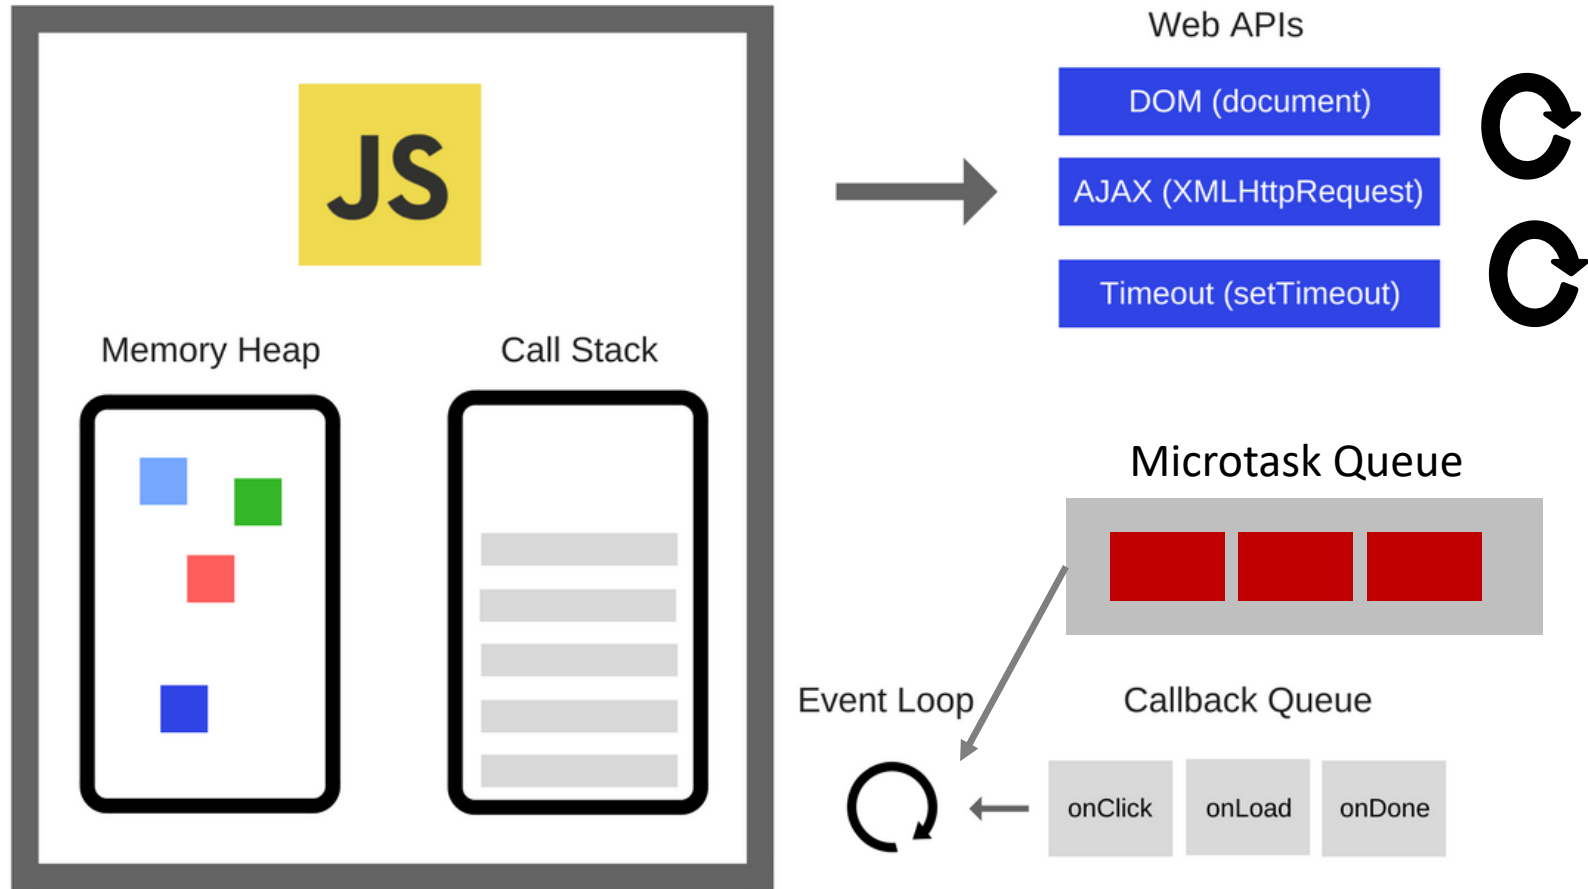 Web APIs
DOM (document)
JS
AJAX (XMLHttpRequest)
Timeout (setTimeout)
Memory Heap
Call Stack
Microtask Queue
Event Loop
Callback Queue
onClick
onLoad
onDone